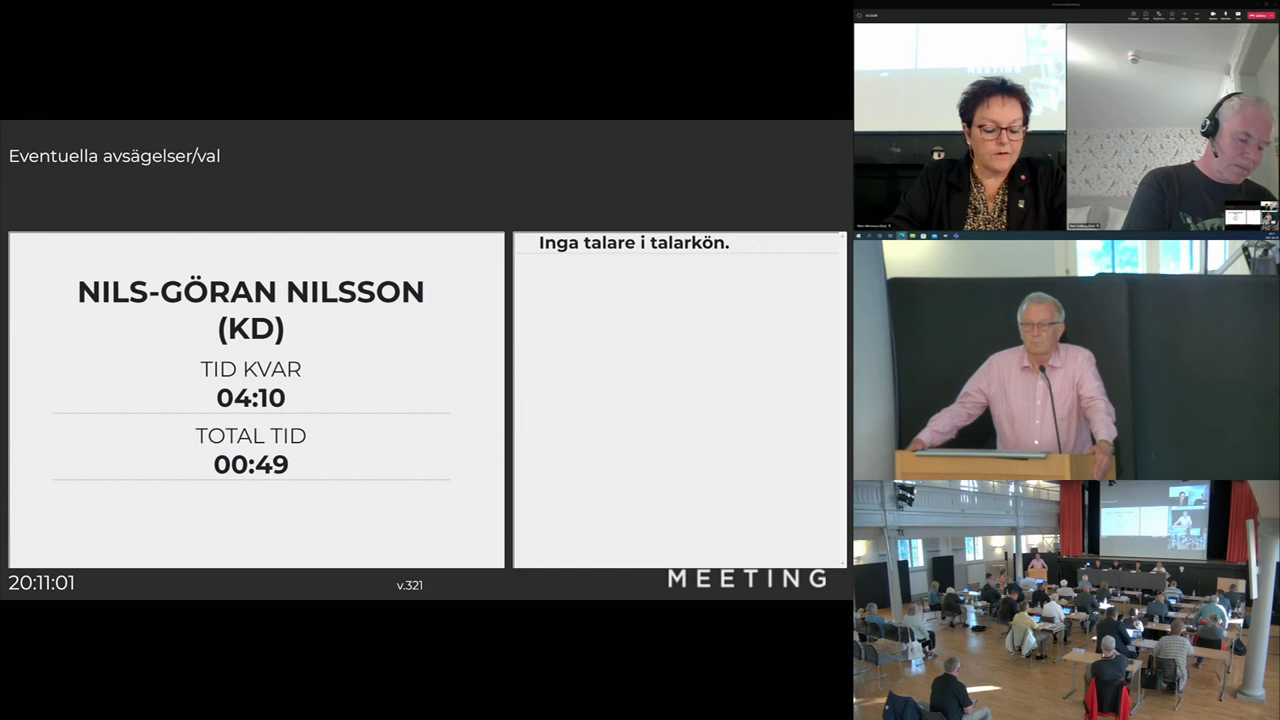 Eventuella avsägelser/val
NILS-GÖRAN NILSSON
(KD)
TID KVAR
04:10
TOTAL TID
00:49
Inga talare i talarkön.
20:11:01
v.321
MEETING